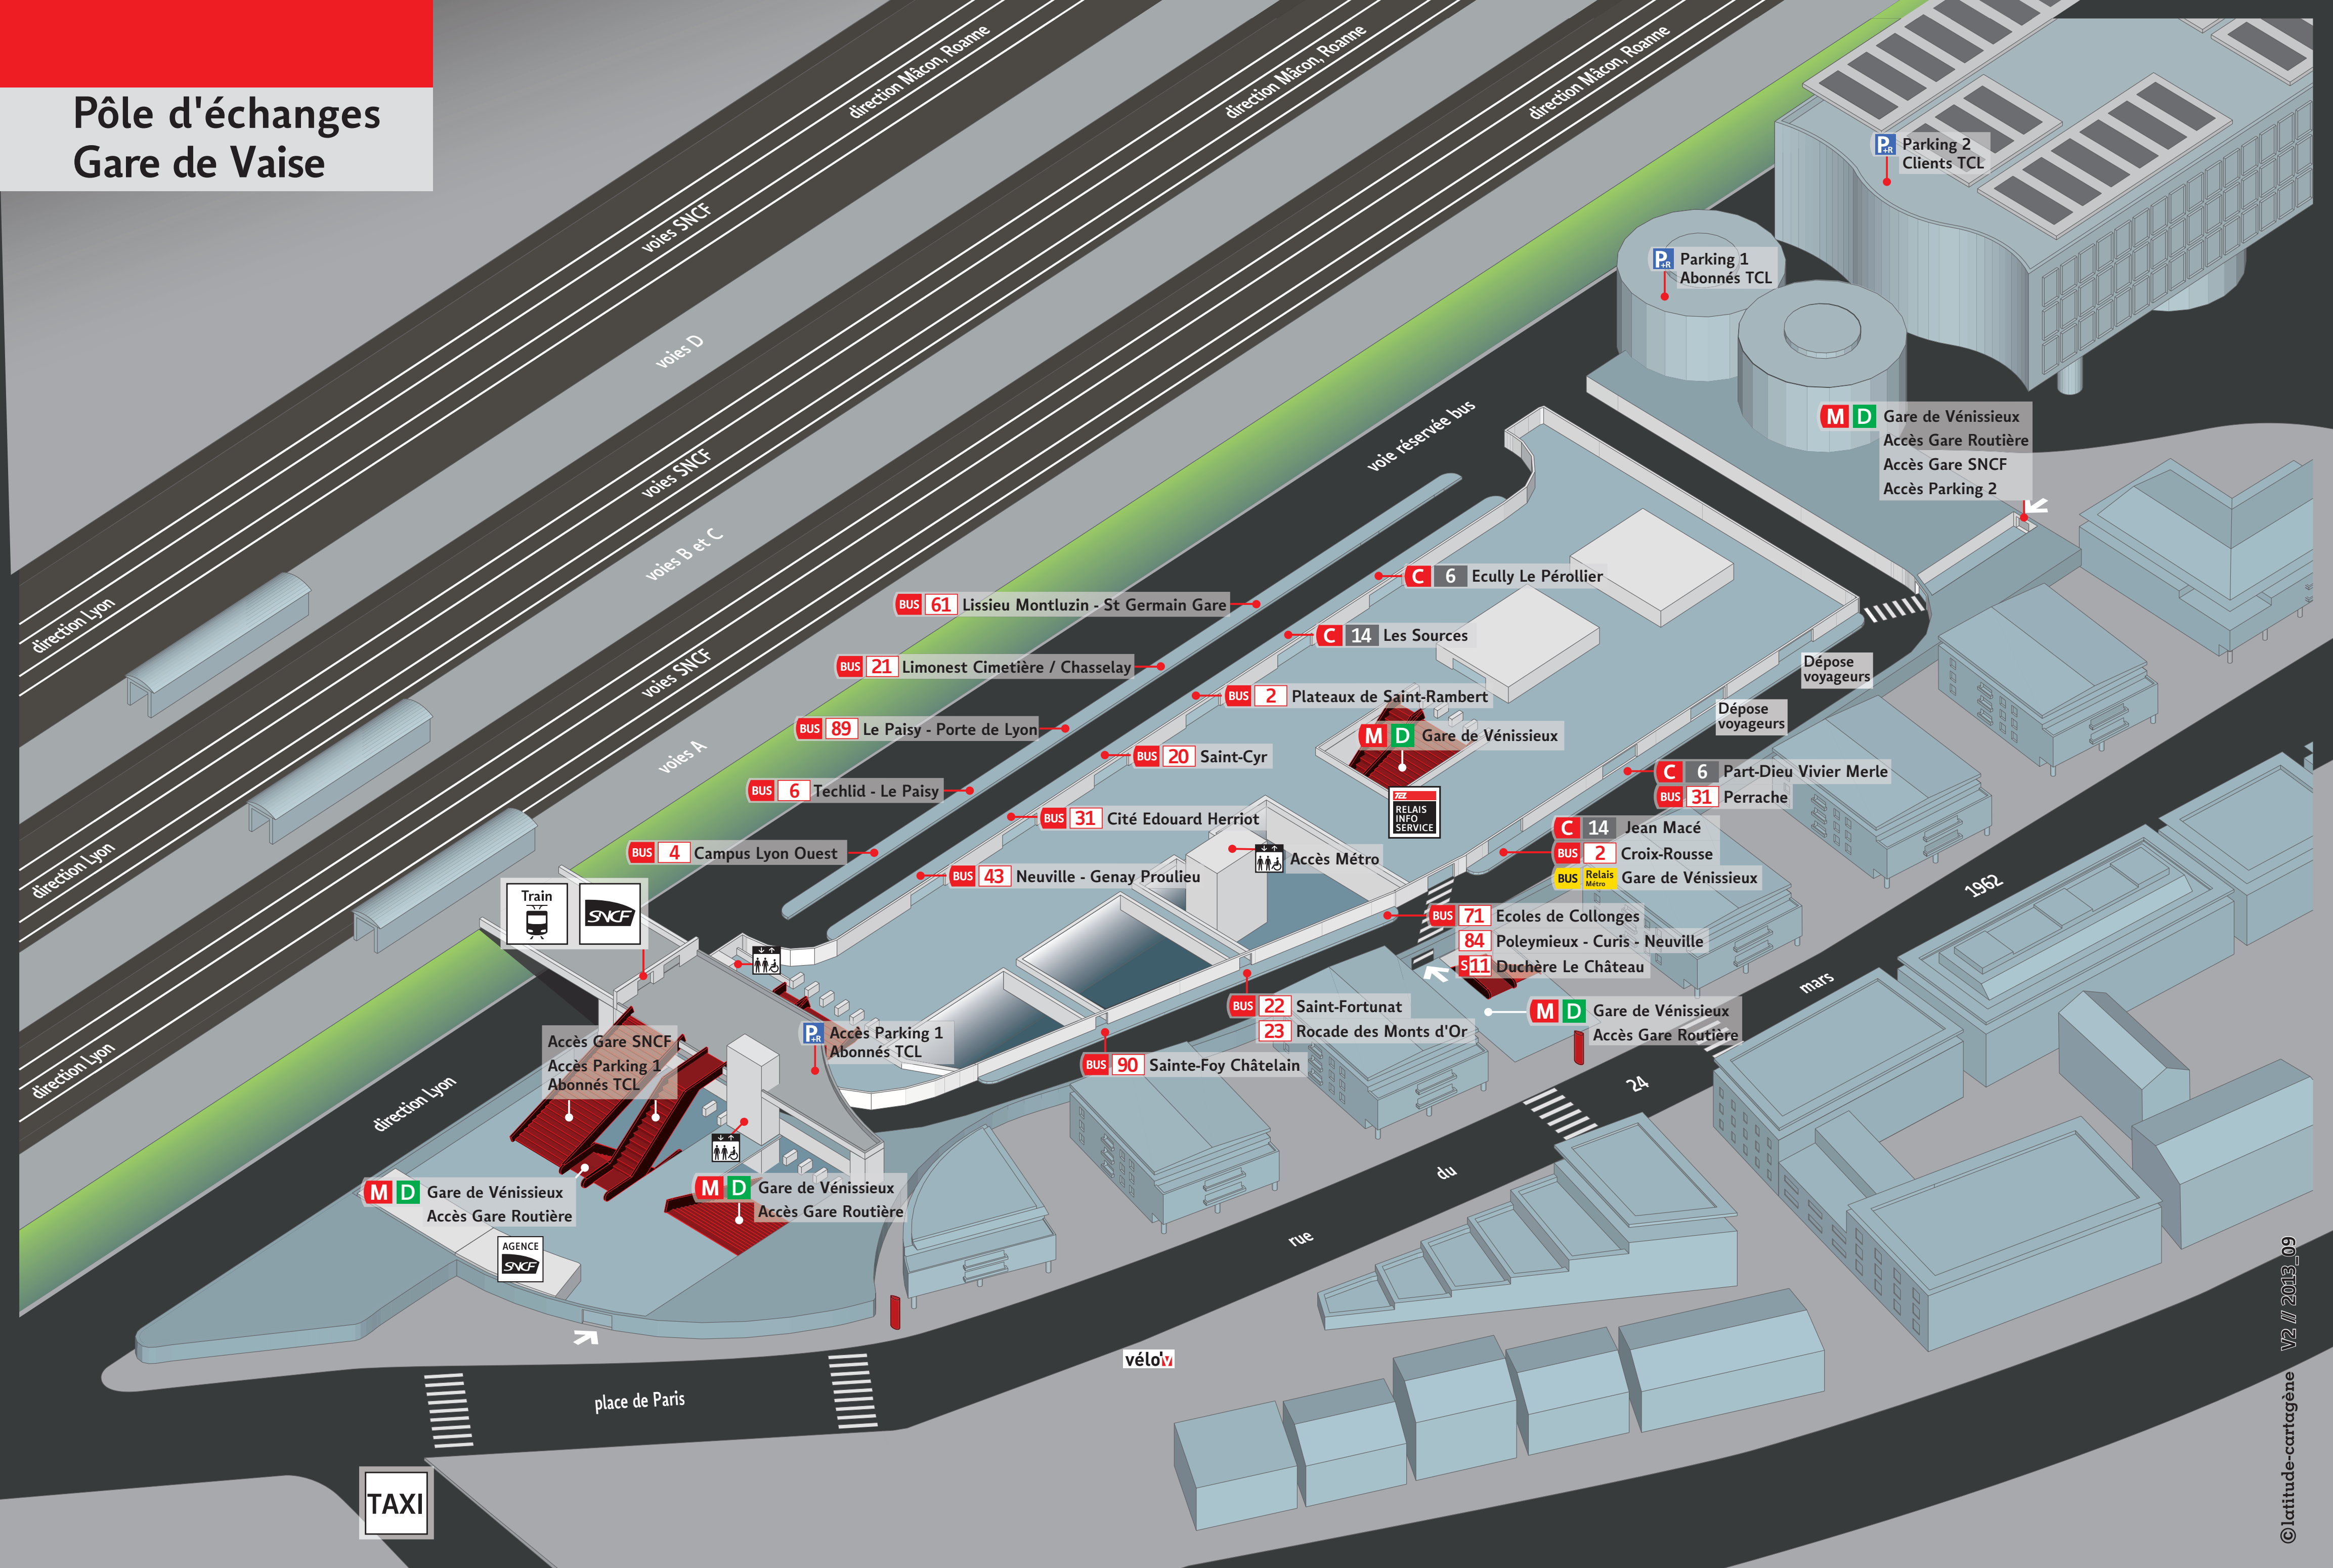 Pôle d'échanges
Gare de Vaise
direction Mâcon, Roanne
direction Mâcon, Roanne
direction Mâcon, Roanne
voies SNCF
voies D
voies SNCF
voies B et C
voies SNCF
voies A
direction Lyon
direction Lyon
direction Lyon
direction Lyon
voie réservée bus
P+R Parking 2
Clients TCL
P+R Parking 1
Abonnés TCL
M D Gare de Vénissieux
Accès Gare Routière
Accès Gare SNCF
Accès Parking 2
C 6 Ecully Le Pérollier
BUS 61 Lissieu Montluzin - St Germain Gare
C 14 Les Sources
BUS 21 Limonest Cimetière / Chasselay
BUS 2 Plateaux de Saint-Rambert
BUS 89 Le Paisy - Porte de Lyon
M D Gare de Vénissieux
BUS 20 Saint-Cyr
BUS 6 Techlid - Le Paisy
BUS 31 Cité Edouard Herriot
BUS 4 Campus Lyon Ouest
BUS 43 Neuville - Genay Proulieu
Accès Métro
TCL
RELAIS
INFO
SERVICE
Dépose
voyageurs
Dépose
voyageurs
C 6 Part-Dieu Vivier Merle
BUS 31 Perrache
C 14 Jean Macé
BUS 2 Croix-Rousse
BUS Relais Métro Gare de Vénissieux
BUS 71 Ecoles de Collonges
84 Poleymieux - Curis - Neuville
S11 Duchère Le Château
M D Gare de Vénissieux
Accès Gare Routière
BUS 22 Saint-Fortunat
23 Rocade des Monts d'Or
BUS 90 Sainte-Foy Châtelain
Train
SNCF
P+R Accès Parking 1
Abonnés TCL
Accès Gare SNCF
Accès Parking 1
Abonnés TCL
M D Gare de Vénissieux
Accès Gare Routière
M D Gare de Vénissieux
Accès Gare Routière
AGENCE
SNCF
rue du 24 mars 1962
place de Paris
vélo'v
TAXI
©latitude-cartagène V2 // 2013_09